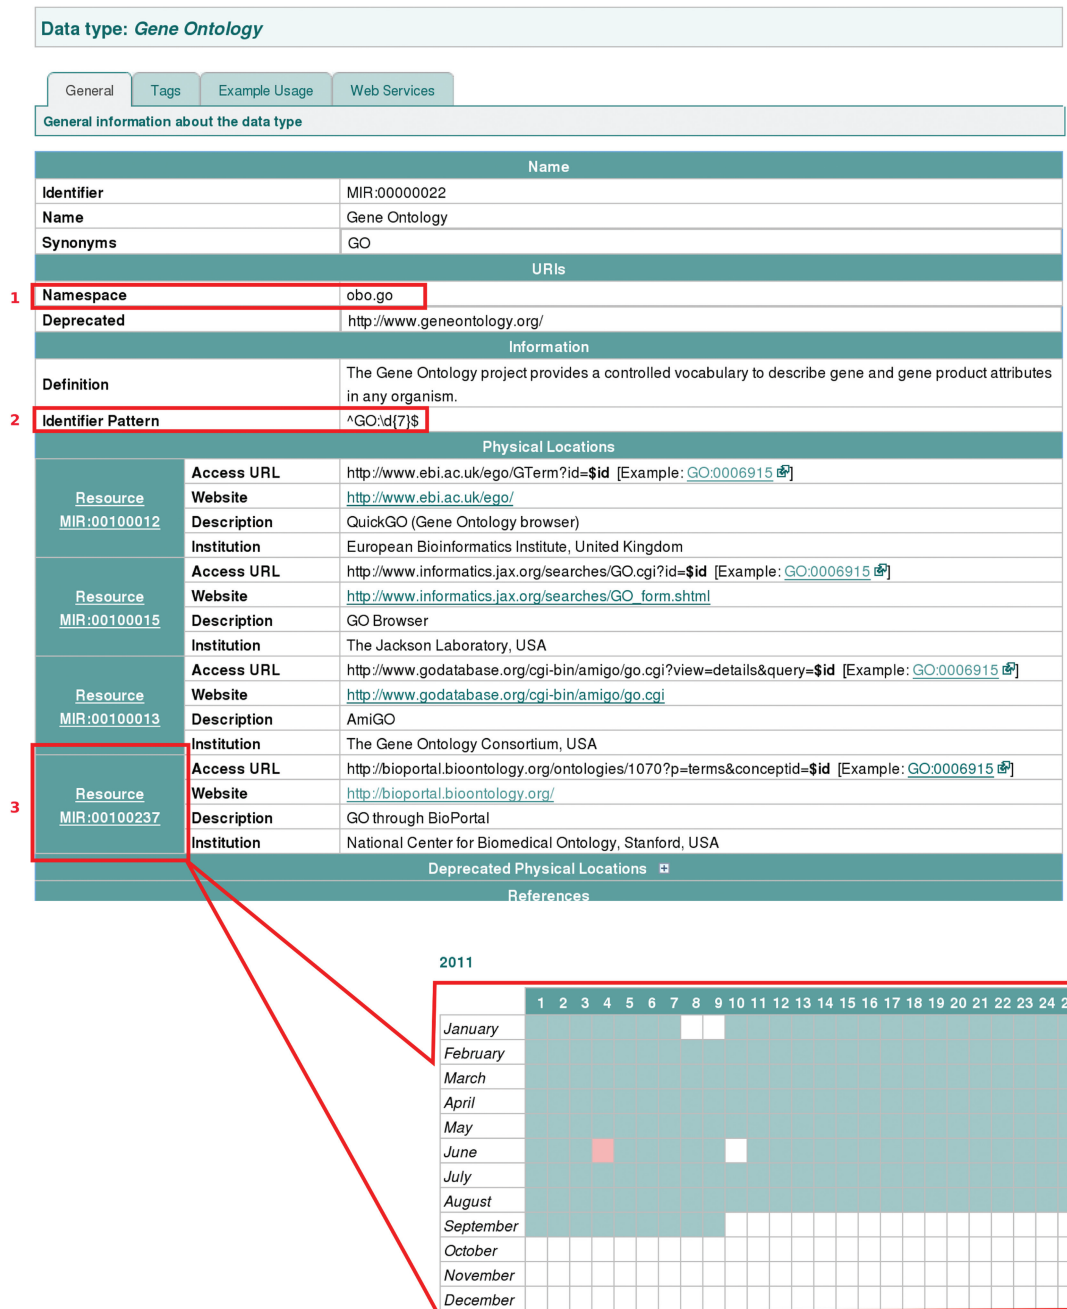 Data type: Gene Ontology
General Tags Example Usage Web Services
General information about the data type
Name
Identifier MIR:00000022
Name Gene Ontology
Synonyms GO
URIs
1 Namespace obo.go
Deprecated http://www.geneontology.org/
Information
Definition The Gene Ontology project provides a controlled vocabulary to describe gene and gene product attributes
in any organism.
2 Identifier Pattern ^GO:\d{7}$
Physical Locations
Resource
MIR:00100012
Access URL http://www.ebi.ac.uk/ego/GTerm?id=$id [Example: GO:0006915 ]
Website http://www.ebi.ac.uk/ego/
Description QuickGO (Gene Ontology browser)
Institution European Bioinformatics Institute, United Kingdom
Resource
MIR:00100015
Access URL http://www.informatics.jax.org/searches/GO.cgi?id=$id [Example: GO:0006915 ]
Website http://www.informatics.jax.org/searches/GO_form.shtml
Description GO Browser
Institution The Jackson Laboratory, USA
Resource
MIR:00100013
Access URL http://www.godatabase.org/cgi-bin/amigo/go.cgi?view=details&query=$id [Example: GO:0006915 ]
Website http://www.godatabase.org/cgi-bin/amigo/go.cgi
Description AmiGO
Institution The Gene Ontology Consortium, USA
3
Resource
MIR:00100237
Access URL http://bioportal.bioontology.org/ontologies/1070?p=terms&conceptid=$id [Example: GO:0006915 ]
Website http://bioportal.bioontology.org/
Description GO through BioPortal
Institution National Center for Biomedical Ontology, Stanford, USA
Deprecated Physical Locations
References
2011
1 2 3 4 5 6 7 8 9 10 11 12 13 14 15 16 17 18 19 20 21 22 23 24
January
February
March
April
May
June
July
August
September
October
November
December